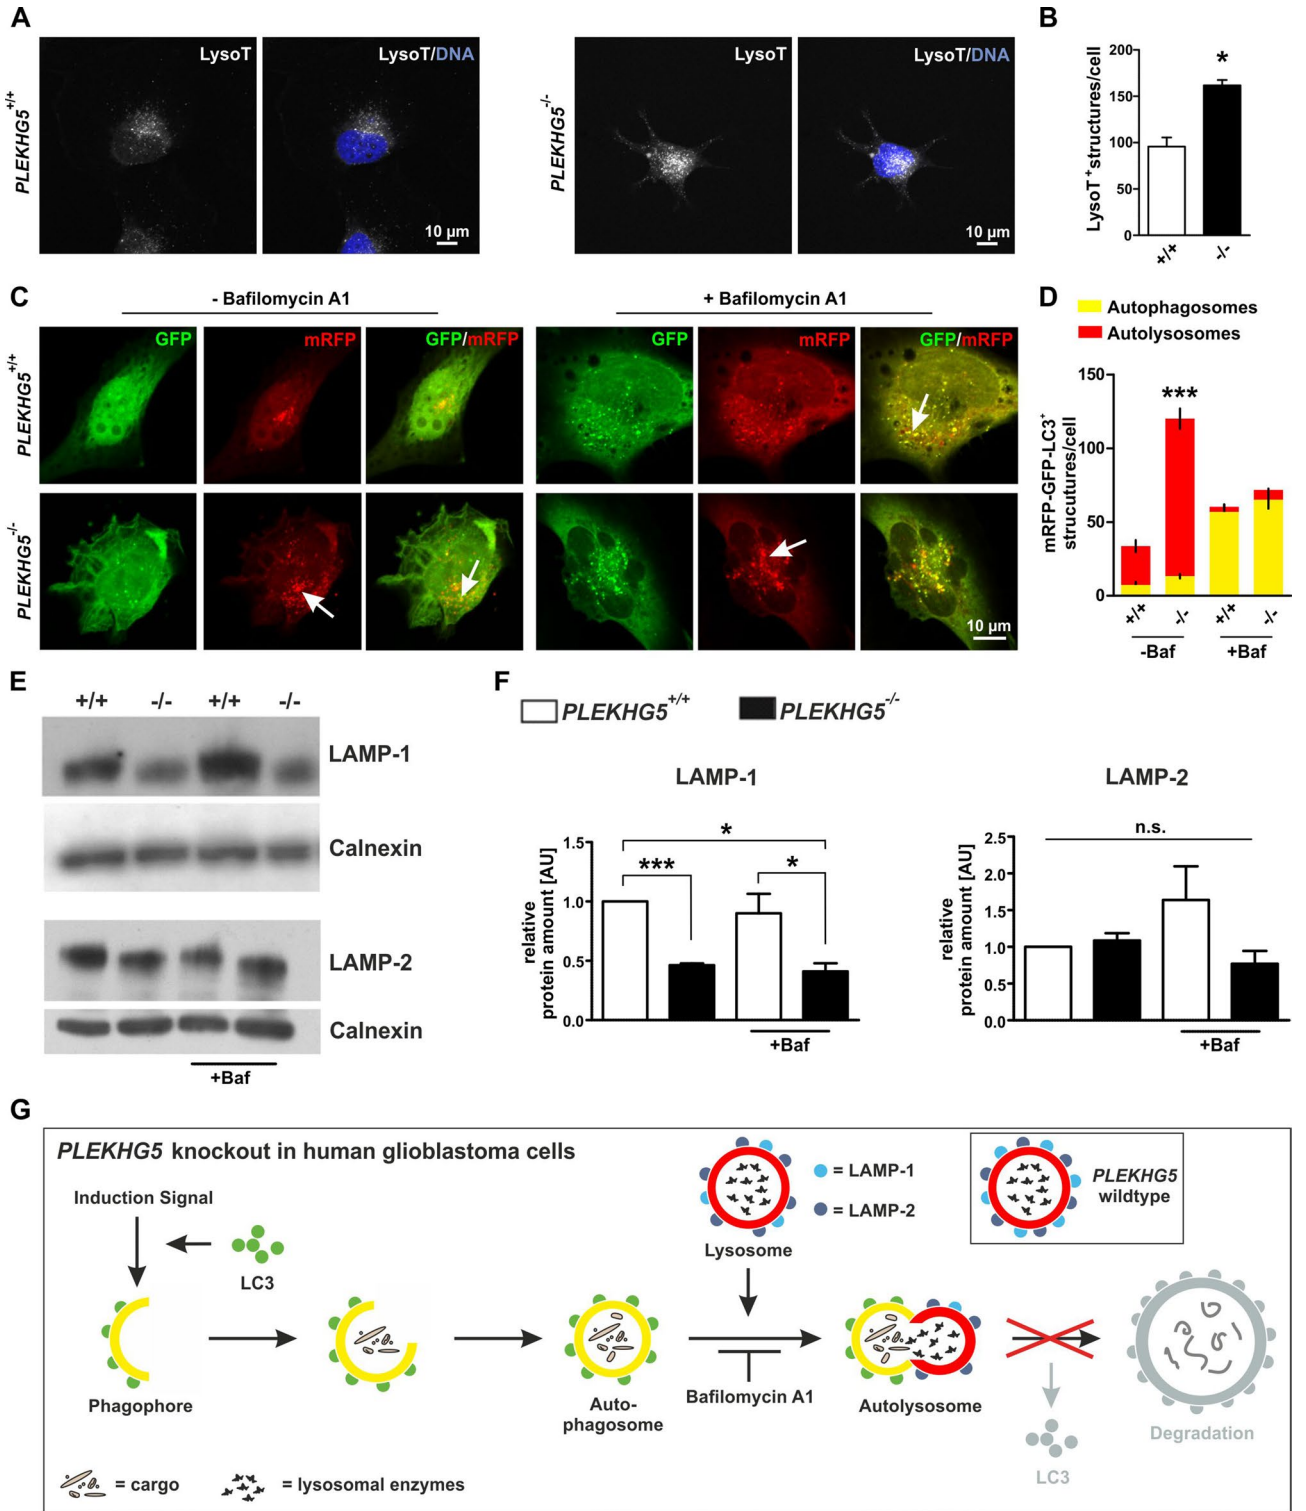 A
LysoT
LysoT/DNA
PLEKHG5+/+
10 µm
LysoT
LysoT/DNA
PLEKHG5-/-
10 µm
B
LysoT+structures/cell
200
150
100
50
0
*
+/+
-/-
C
- Bafilomycin A1
+ Bafilomycin A1
GFP
mRFP
GFP/mRFP
GFP
mRFP
GFP/mRFP
PLEKHG5+/+
PLEKHG5-/-
10 µm
D
Autophagosomes
Autolysosomes
mRFP-GFP-LC3+
strucutures/cell
150
100
50
0
***
+/+
-/-
+/+
-/-
-Baf
+Baf
E
+/+ -/- +/+ -/-
LAMP-1
Calnexin
LAMP-2
Calnexin
+Baf
F
PLEKHG5+/+
PLEKHG5-/-
LAMP-1
relative
protein amount [AU]
1.5
1.0
0.5
0.0
*
***
*
+Baf
LAMP-2
relative
protein amount [AU]
2.5
2.0
1.5
1.0
0.5
0.0
n.s.
+Baf
G
PLEKHG5 knockout in human glioblastoma cells
Induction Signal
LC3
Phagophore
Auto-
phagosome
Lysosome
= LAMP-1
= LAMP-2
PLEKHG5
wildtype
Bafilomycin A1
Autolysosome
LC3
Degradation
= cargo
= lysosomal enzymes